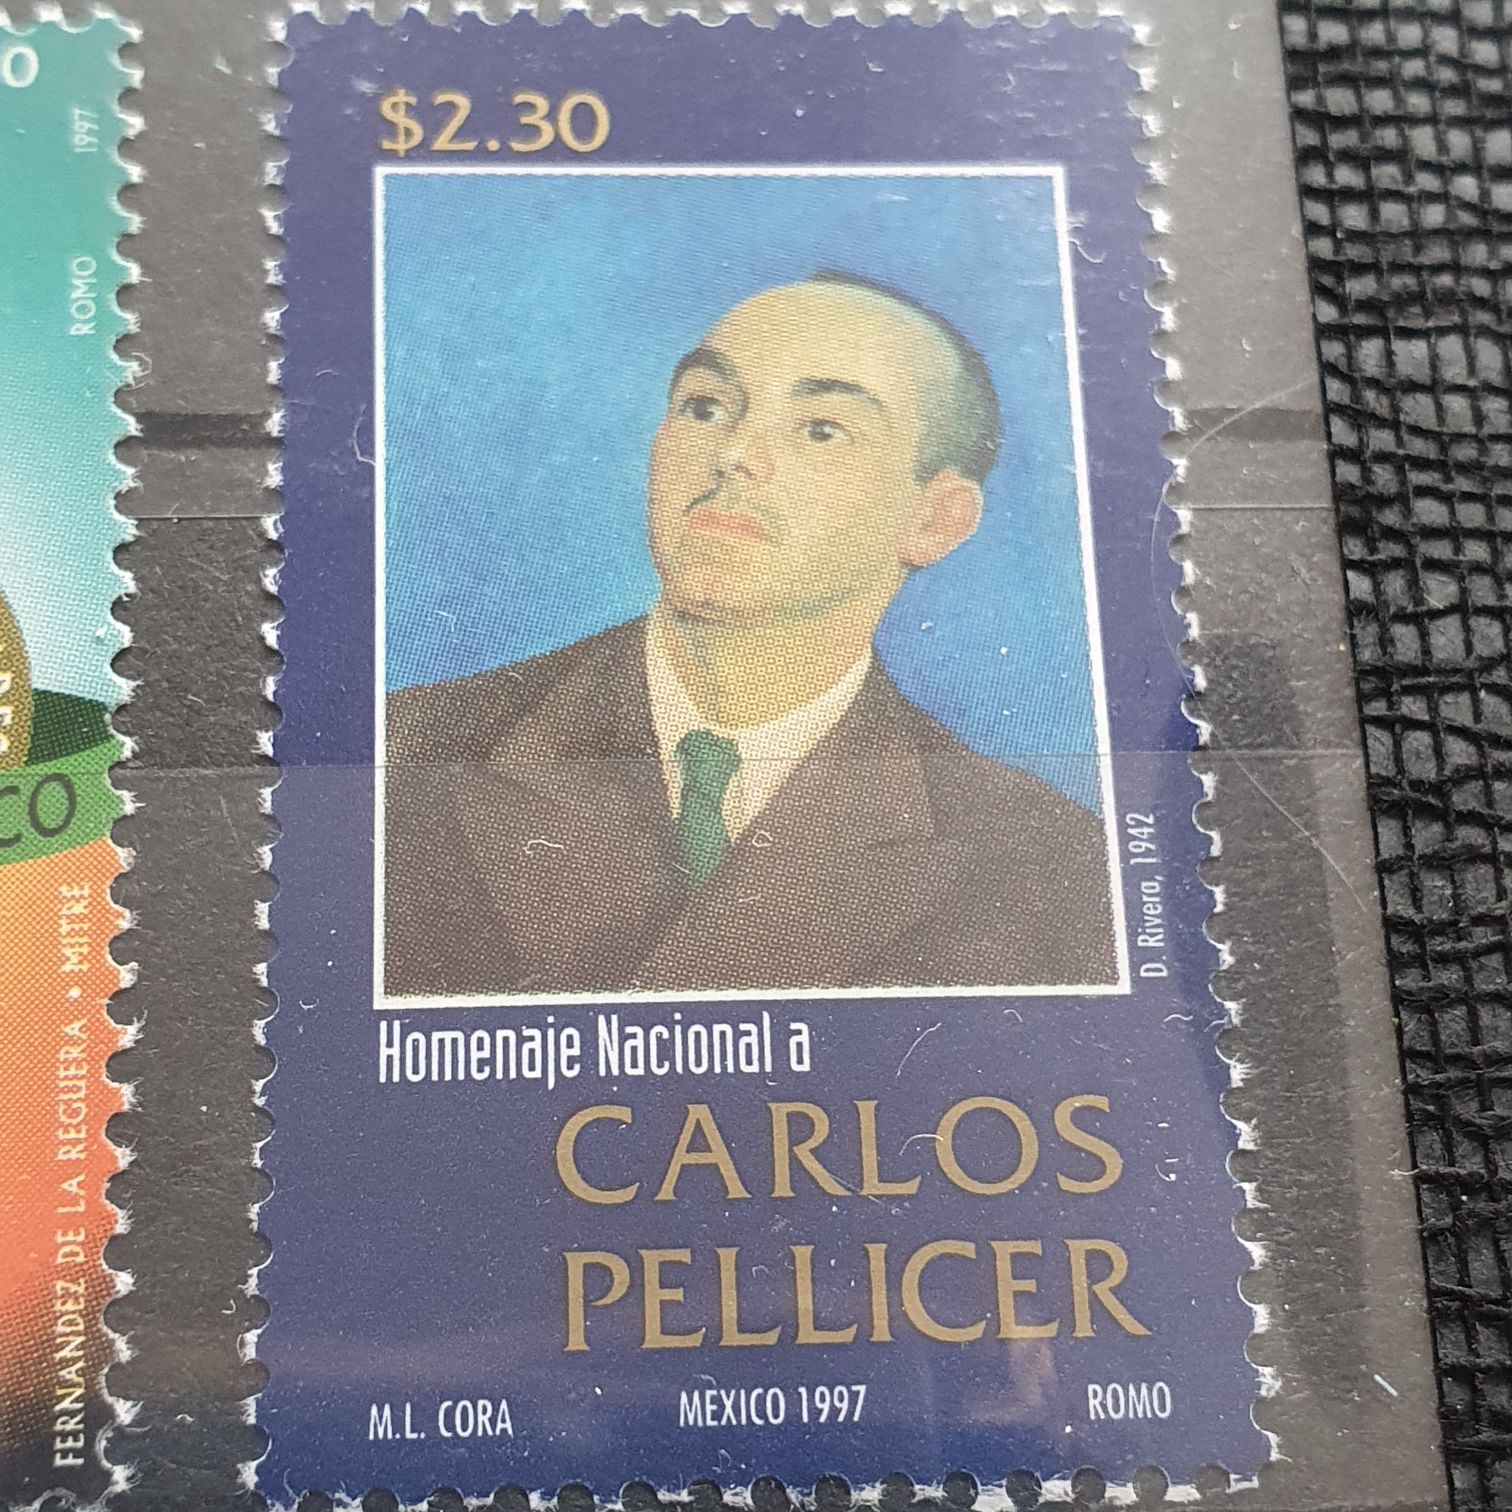 $2.30
D. Rivera, 1942
Homenaje Nacional a
CARLOS
PELLICER
M.L. CORA MEXICO 1997 ROMO
1997
ROMO
FERNANDEZ DE LA REGUERA • MITRE